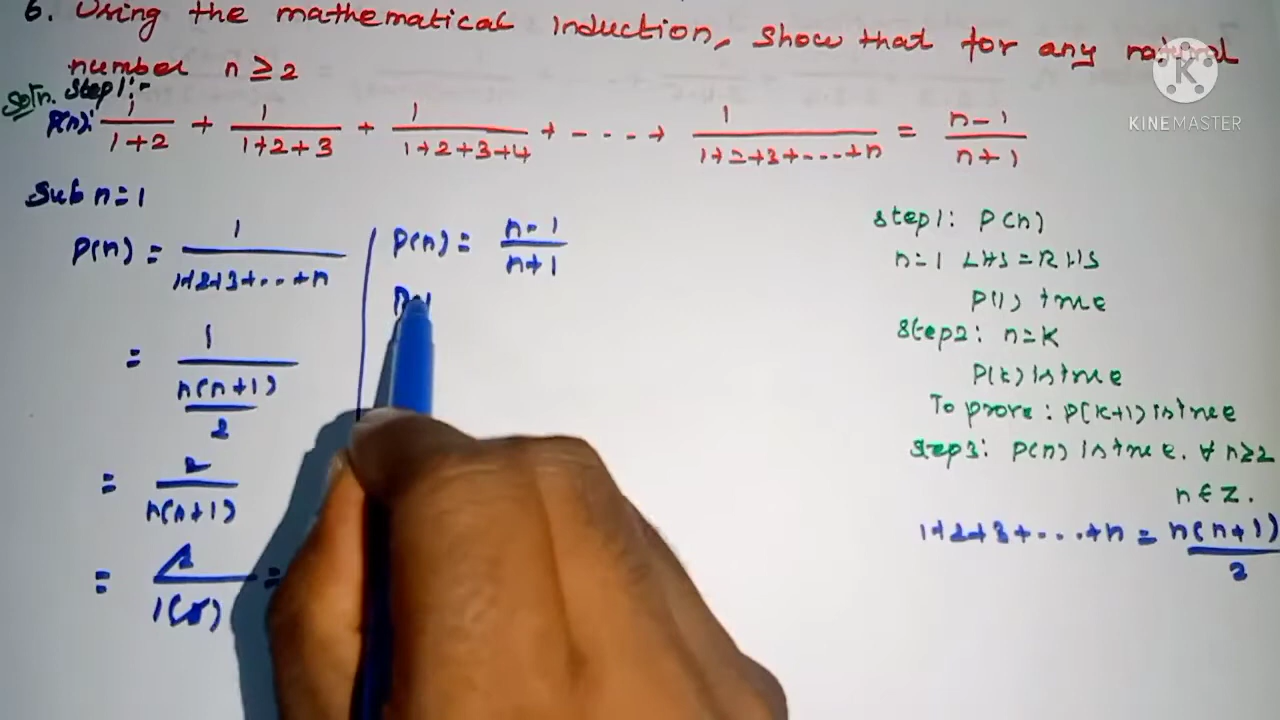 6. Using the mathematical induction, show that for any natural
number n ≥ 2
Soln. Step1:-
P(n): 1/(1+2) + 1/(1+2+3) + 1/(1+2+3+4) + - - - + 1/(1+2+3+...+n) = (n-1)/(n+1)
Sub n=1
P(n) = 1/(1+2+3+...+n)
= 1/(n(n+1)/2)
= 2/(n(n+1))
= 2/(1(2)) =
P(n) = (n-1)/(n+1)
Step1: P(n)
n=1 LHS=RHS
P(1) true
Step2: n=K
P(k) is true
To prove: P(k+1) is true
Step3: P(n) is true. ∀ n≥2
n∈Z.
1+2+3+...+n = n(n+1)/2
K
KINEMASTER